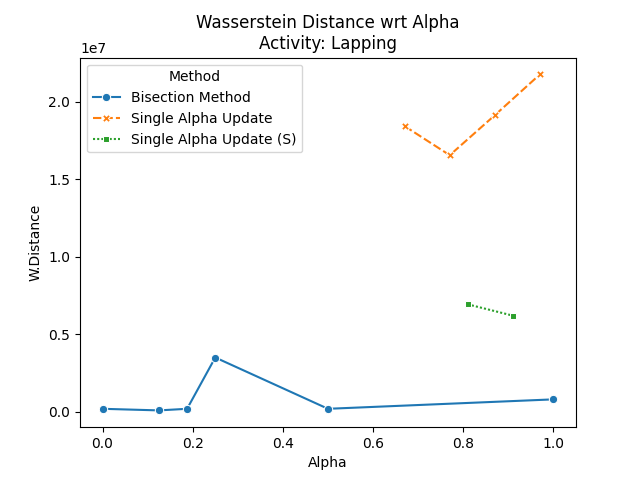 Wasserstein Distance wrt Alpha
Activity: Lapping
1e7
Method
Bisection Method
Single Alpha Update
Single Alpha Update (S)
2.0
1.5
1.0
0.5
0.0
W.Distance
0.0 0.2 0.4 0.6 0.8 1.0
Alpha